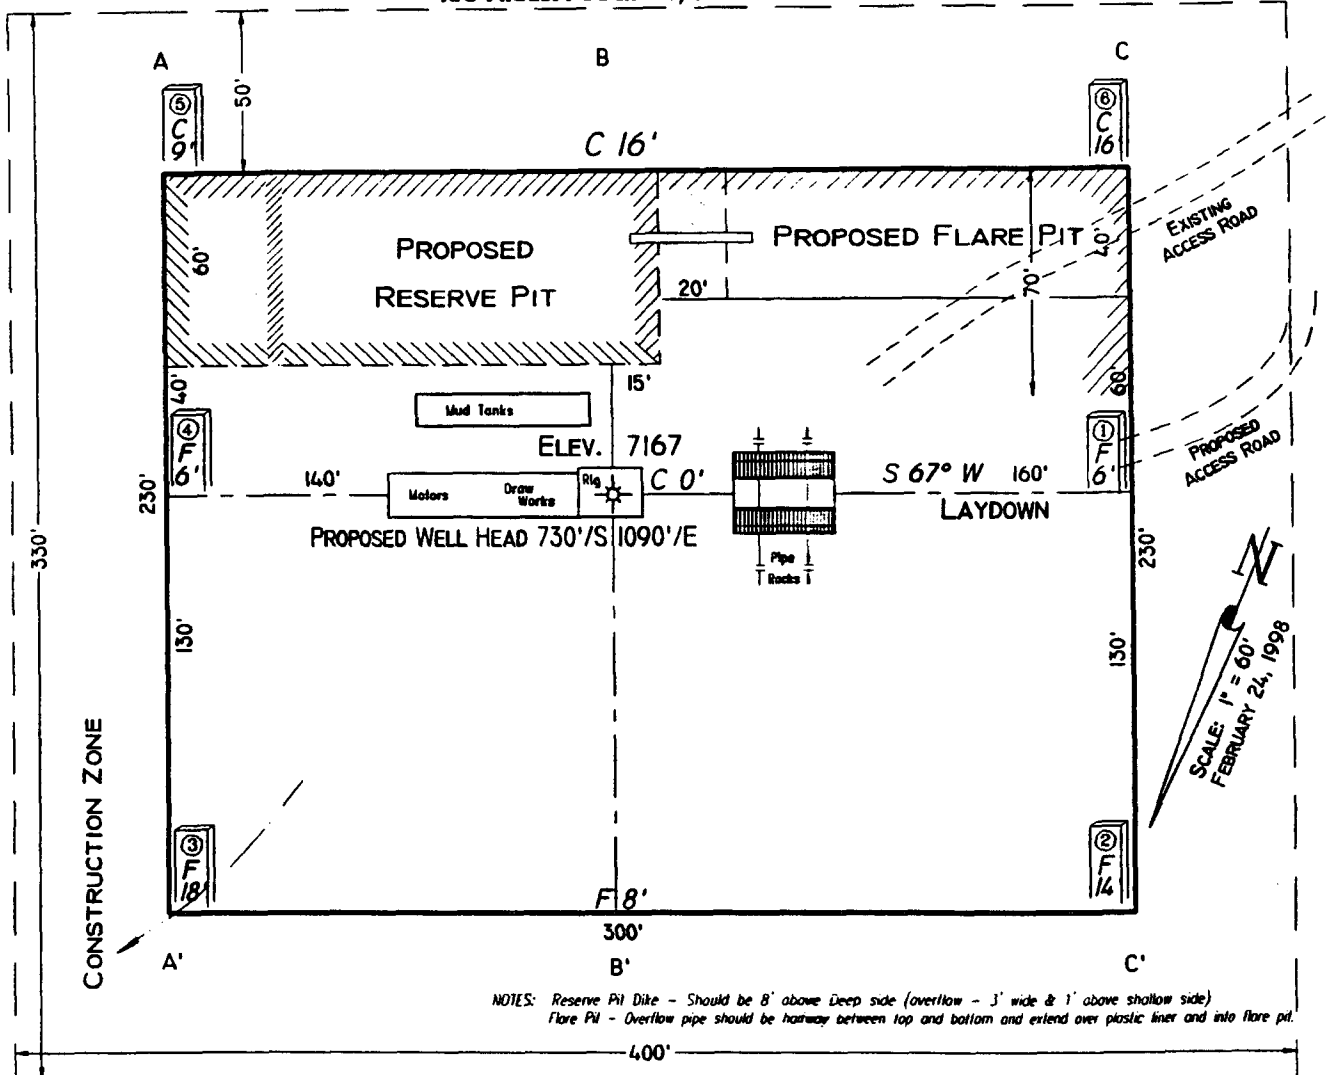 A
B
C
50'
⑤
C
9'
⑥
C
16'
C 16'
EXISTING
ACCESS ROAD
60'
PROPOSED
RESERVE PIT
PROPOSED FLARE PIT
40'
70'
20'
40'
15'
60'
Mud Tanks
④
F
6'
①
F
6'
PROPOSED
ACCESS ROAD
ELEV. 7167
230'
140'
Motors
Draw
Works
Rig
C 0'
S 67° W
160'
LAYDOWN
330'
PROPOSED WELL HEAD 730'/S 1090'/E
Pipe
Racks
230'
N
130'
130'
SCALE: 1" = 60'
FEBRUARY 24, 1998
CONSTRUCTION ZONE
③
F
18'
②
F
14'
F 8'
300'
A'
B'
C'
NOTES: Reserve Pit Dike - Should be 8' above Deep side (overflow - 3' wide & 1' above shallow side)
Flare Pit - Overflow pipe should be halfway between top and bottom and extend over plastic liner and into flare pit.
400'